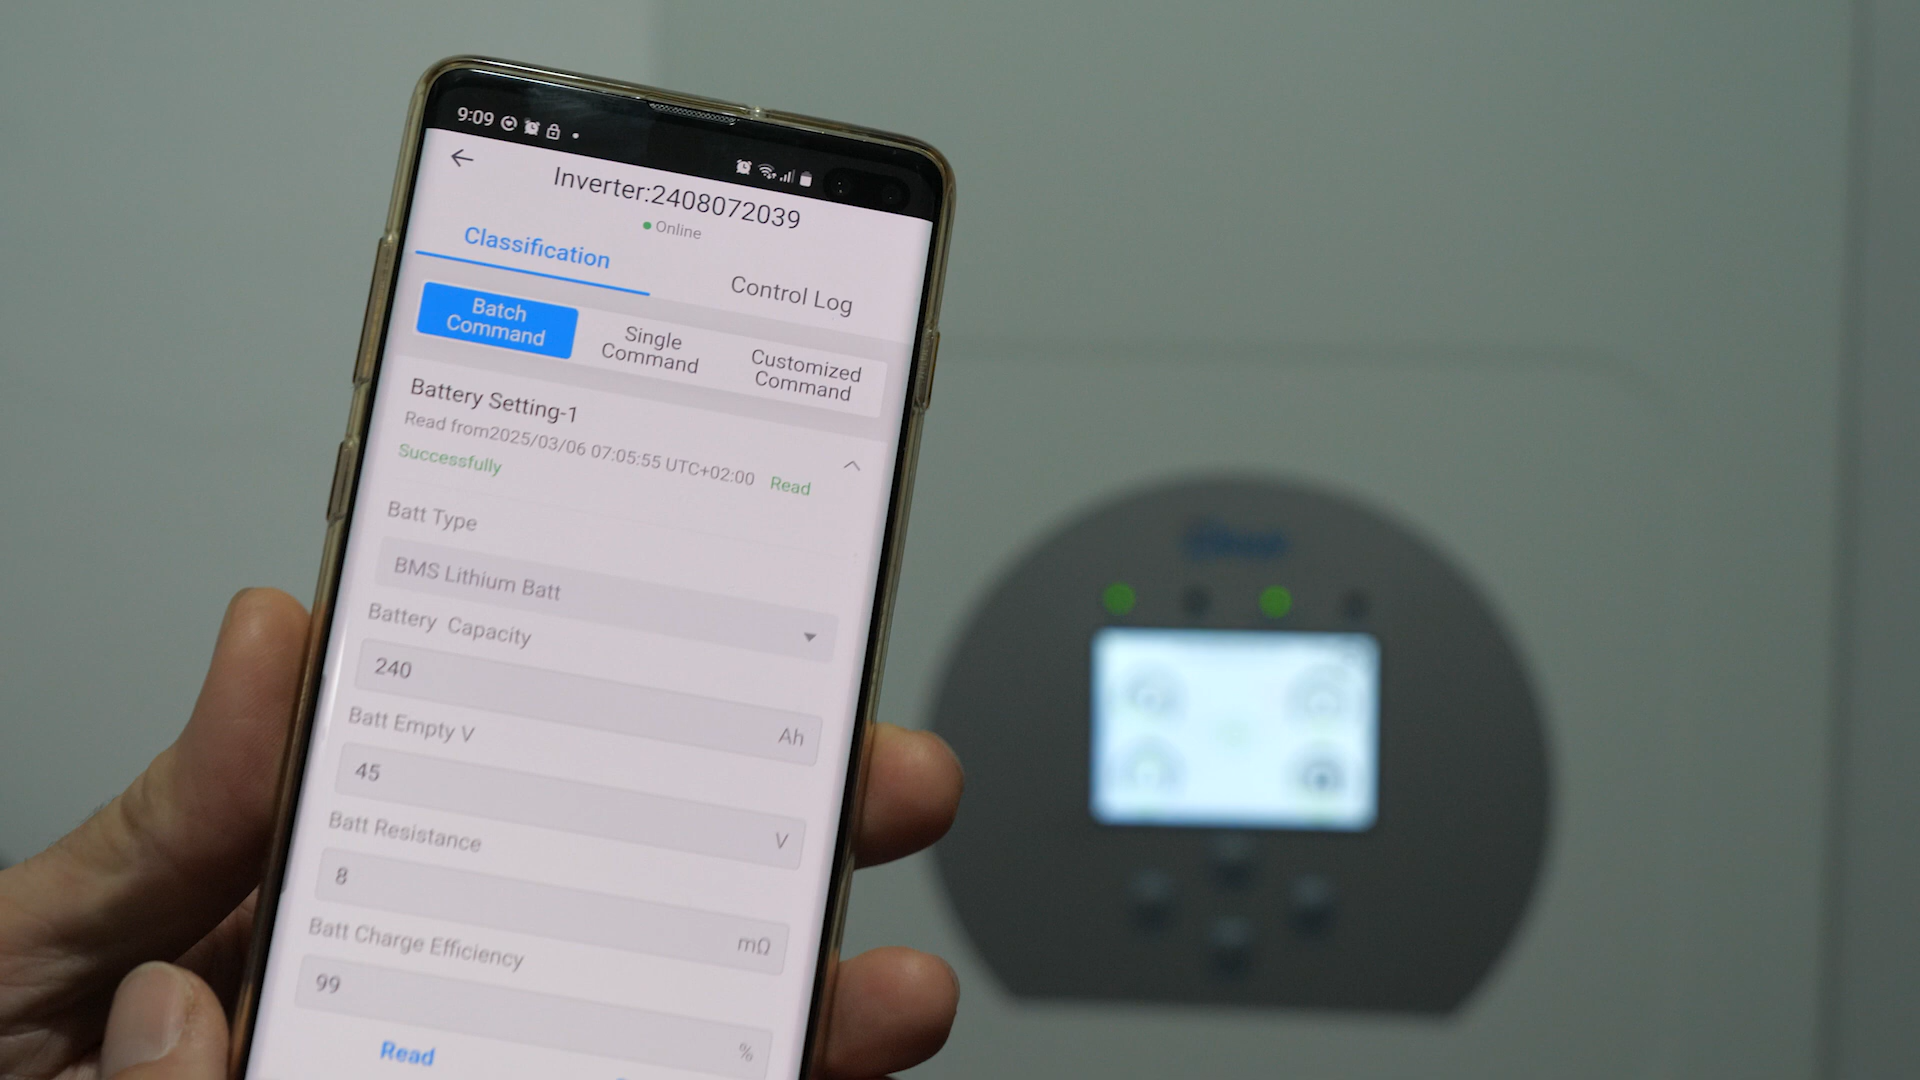 9:09
Inverter:2408072039
Online
Classification
Control Log
Batch
Command
Single
Command
Customized
Command
Battery Setting-1
Read from2025/03/06 07:05:55 UTC+02:00 Read
Successfully
Batt Type
BMS Lithium Batt
Battery Capacity
240 Ah
Batt Empty V
45 V
Batt Resistance
8 mΩ
Batt Charge Efficiency
99 %
Read